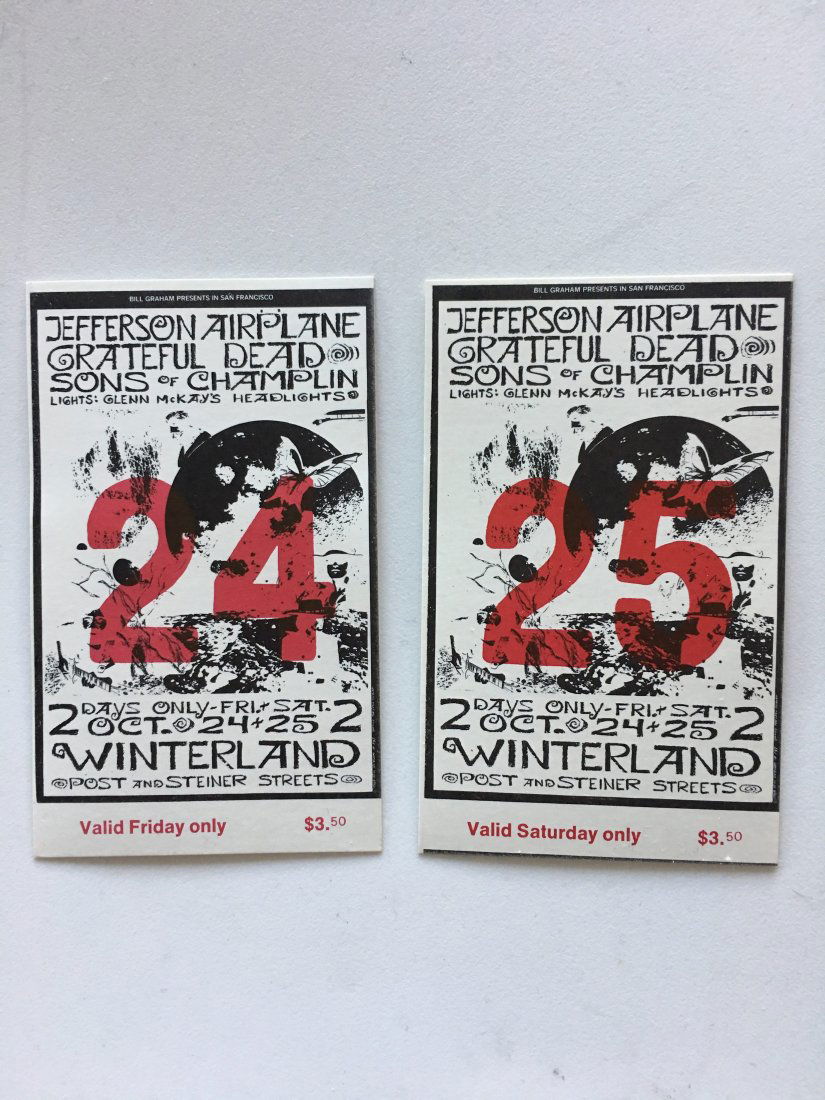 BILL GRAHAM PRESENTS IN SAN FRANCISCO
JEFFERSON AIRPLANE
GRATEFUL DEAD
SONS OF CHAMPLIN
LIGHTS: GLENN McKAY'S HEADLIGHTS
24
2 DAYS ONLY-FRI.+ SAT. 2
OCT. 24+25
WINTERLAND
POST AND STEINER STREETS
Valid Friday only $3.50
BILL GRAHAM PRESENTS IN SAN FRANCISCO
JEFFERSON AIRPLANE
GRATEFUL DEAD
SONS OF CHAMPLIN
LIGHTS: GLENN McKAY'S HEADLIGHTS
25
2 DAYS ONLY-FRI.+ SAT. 2
OCT. 24+25
WINTERLAND
POST AND STEINER STREETS
Valid Saturday only $3.50